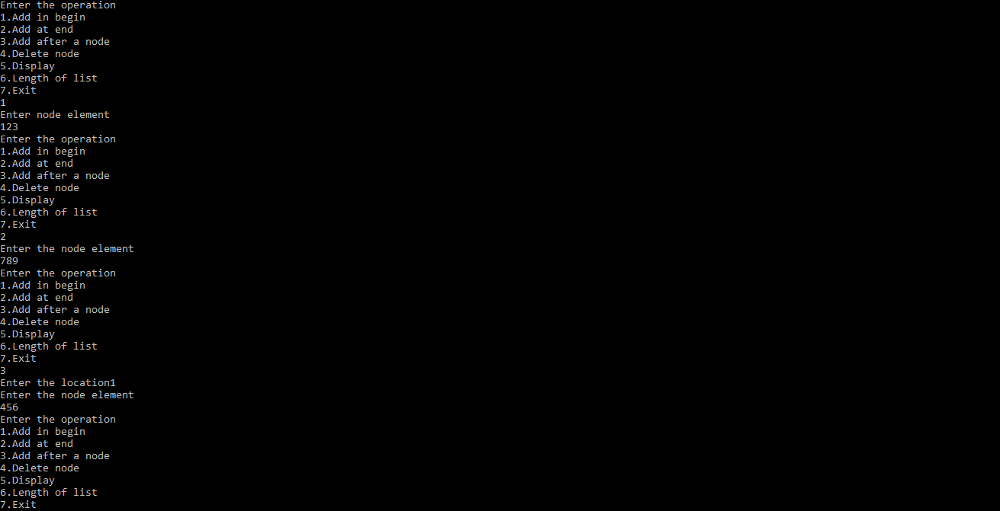 Enter the operation
1.Add in begin
2.Add at end
3.Add after a node
4.Delete node
5.Display
6.Length of list
7.Exit
1
Enter node element
123
Enter the operation
1.Add in begin
2.Add at end
3.Add after a node
4.Delete node
5.Display
6.Length of list
7.Exit
2
Enter the node element
789
Enter the operation
1.Add in begin
2.Add at end
3.Add after a node
4.Delete node
5.Display
6.Length of list
7.Exit
3
Enter the location1
Enter the node element
456
Enter the operation
1.Add in begin
2.Add at end
3.Add after a node
4.Delete node
5.Display
6.Length of list
7.Exit